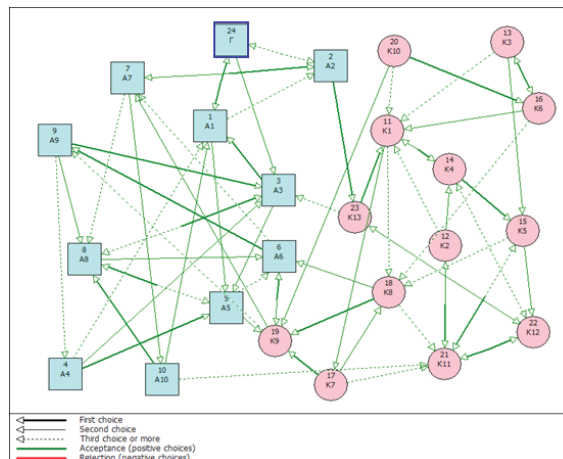 24
Г
2
A2
13
K3
20
K10
7
A7
16
K6
1
A1
11
K1
9
A9
14
K4
3
A3
23
K13
15
K5
12
K2
6
A6
8
A8
18
K8
5
A5
22
K12
19
K9
21
K11
4
A4
10
A10
17
K7
First choice
Second choice
Third choice or more
Acceptance (positive choices)
Rejection (negative choices)